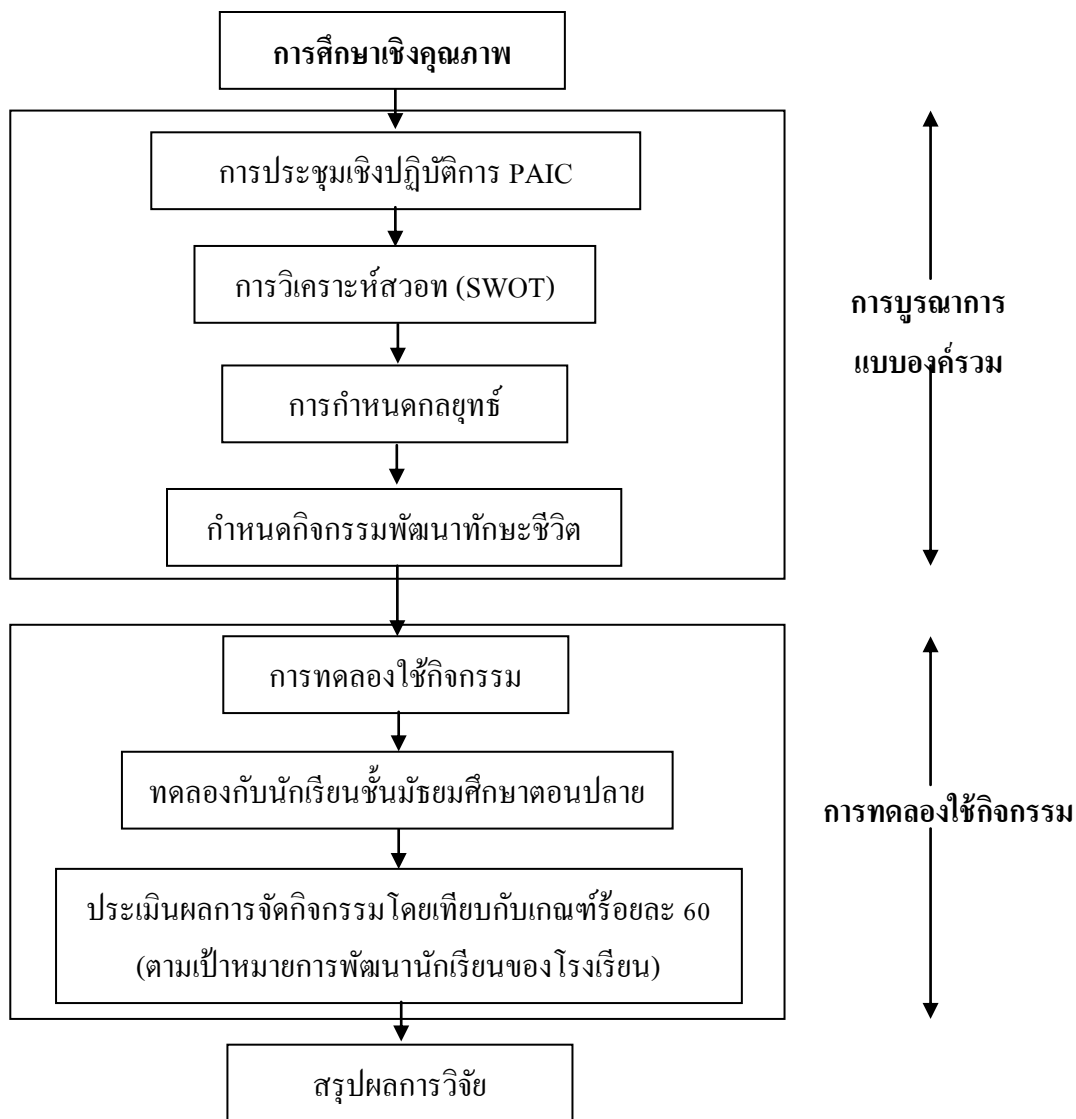 การศึกษาเชิงคุณภาพ
การประชุมเชิงปฏิบัติการ PAIC
การวิเคราะห์สวอท (SWOT)
การกำหนดกลยุทธ์
กำหนดกิจกรรมพัฒนาทักษะชีวิต
การบูรณาการ
แบบองค์รวม
การทดลองใช้กิจกรรม
ทดลองกับนักเรียนชั้นมัธยมศึกษาตอนปลาย
ประเมินผลการจัดกิจกรรมโดยเทียบกับเกณฑ์ร้อยละ 60
(ตามเป้าหมายการพัฒนานักเรียนของโรงเรียน)
การทดลองใช้กิจกรรม
สรุปผลการวิจัย